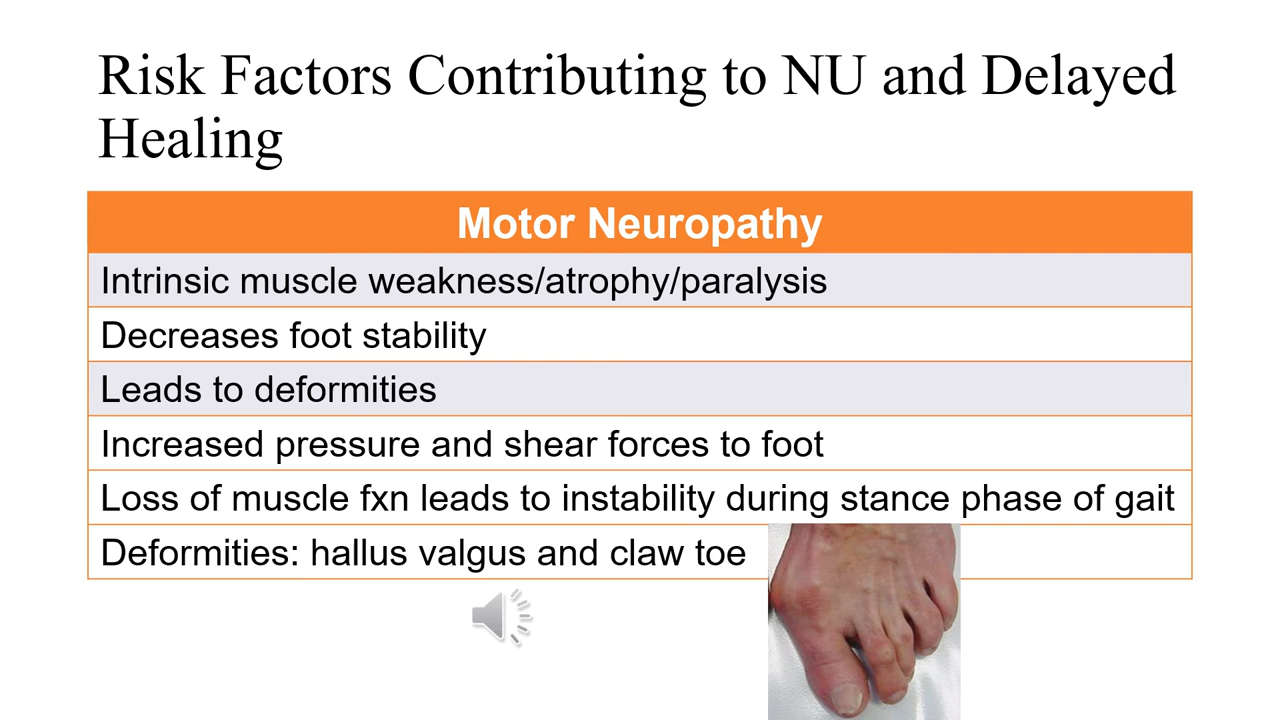 Risk Factors Contributing to NU and Delayed
Healing
Motor Neuropathy
Intrinsic muscle weakness/atrophy/paralysis
Decreases foot stability
Leads to deformities
Increased pressure and shear forces to foot
Loss of muscle fxn leads to instability during stance phase of gait
Deformities: hallus valgus and claw toe